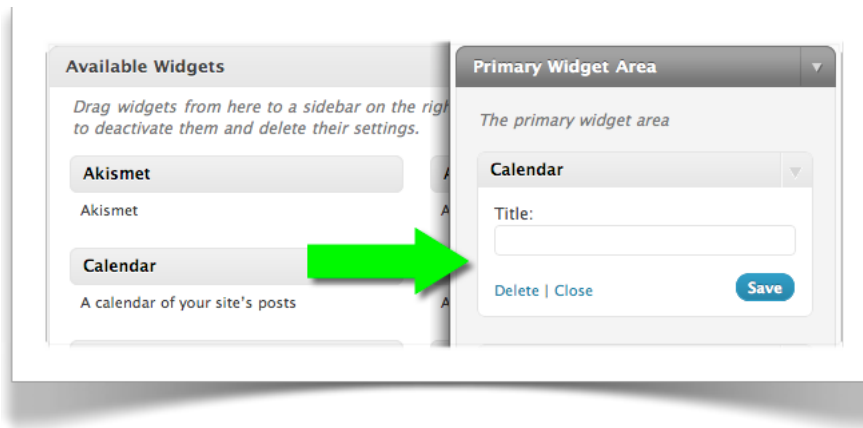 Available Widgets
Drag widgets from here to a sidebar on the
to deactivate them and delete their settings.
Akismet
Akismet
Calendar
A calendar of your site's posts
Primary Widget Area
The primary widget area
Calendar
Title:
Delete | Close
Save